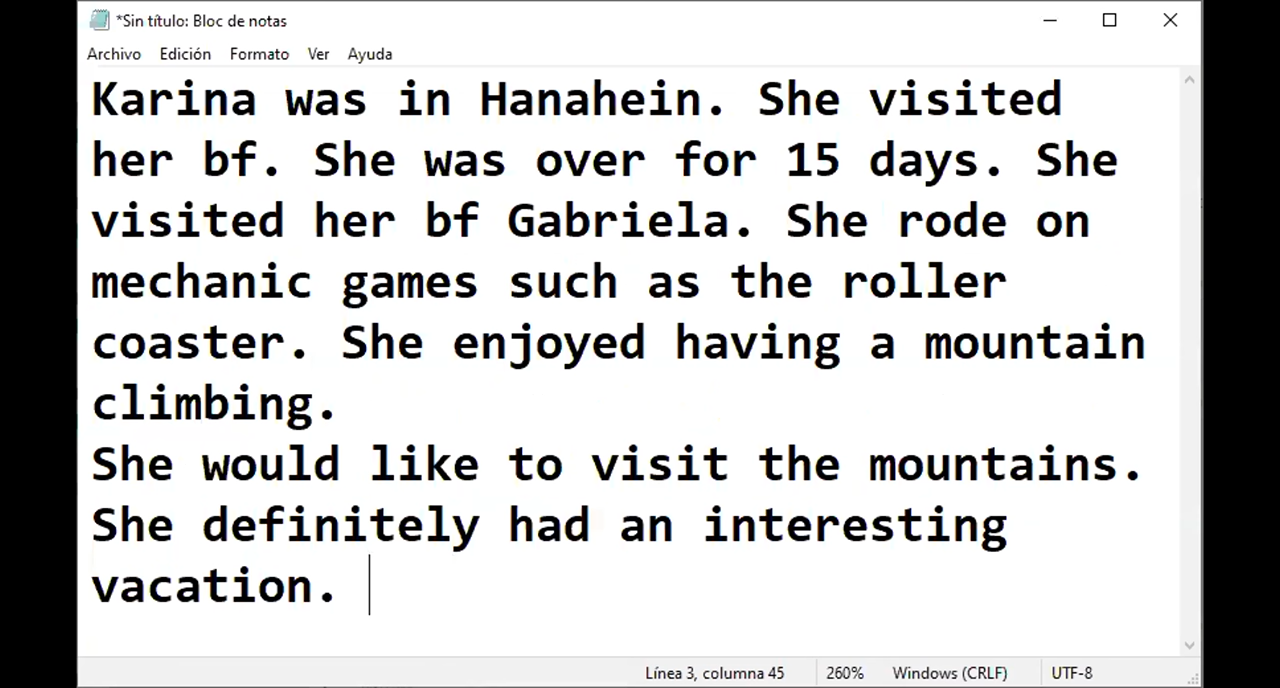 *Sin título: Bloc de notas
Archivo Edición Formato Ver Ayuda
Karina was in Hanahein. She visited
her bf. She was over for 15 days. She
visited her bf Gabriela. She rode on
mechanic games such as the roller
coaster. She enjoyed having a mountain
climbing.
She would like to visit the mountains.
She definitely had an interesting
vacation.
Línea 3, columna 45 260% Windows (CRLF) UTF-8